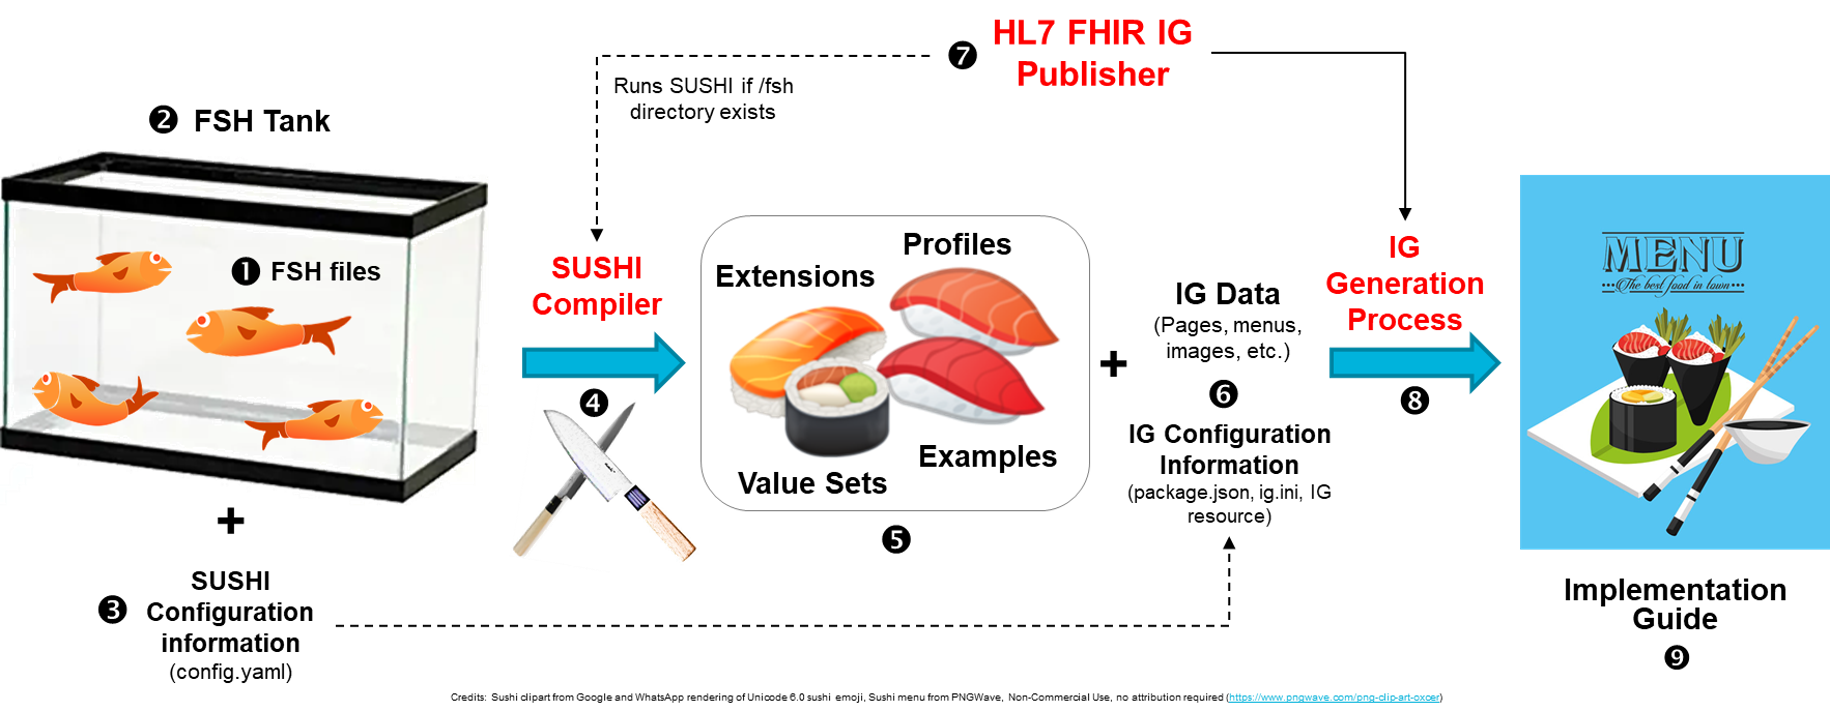 ❼ HL7 FHIR IG
Publisher
Runs SUSHI if /fsh
directory exists
❷ FSH Tank
❶ FSH files
+
❸ SUSHI
Configuration
information
(config.yaml)
SUSHI
Compiler
❹
Profiles
Extensions
Examples
Value Sets
❺
+
IG Data
(Pages, menus,
images, etc.)
❻
IG Configuration
Information
(package.json, ig.ini, IG
resource)
IG
Generation
Process
❽
MENU
The best food in town
Implementation
Guide
❾
Credits: Sushi clipart from Google and WhatsApp rendering of Unicode 6.0 sushi emoji, Sushi menu from PNGWave, Non-Commercial Use, no attribution required (https://www.pngwave.com/png-clip-art-oxcer)